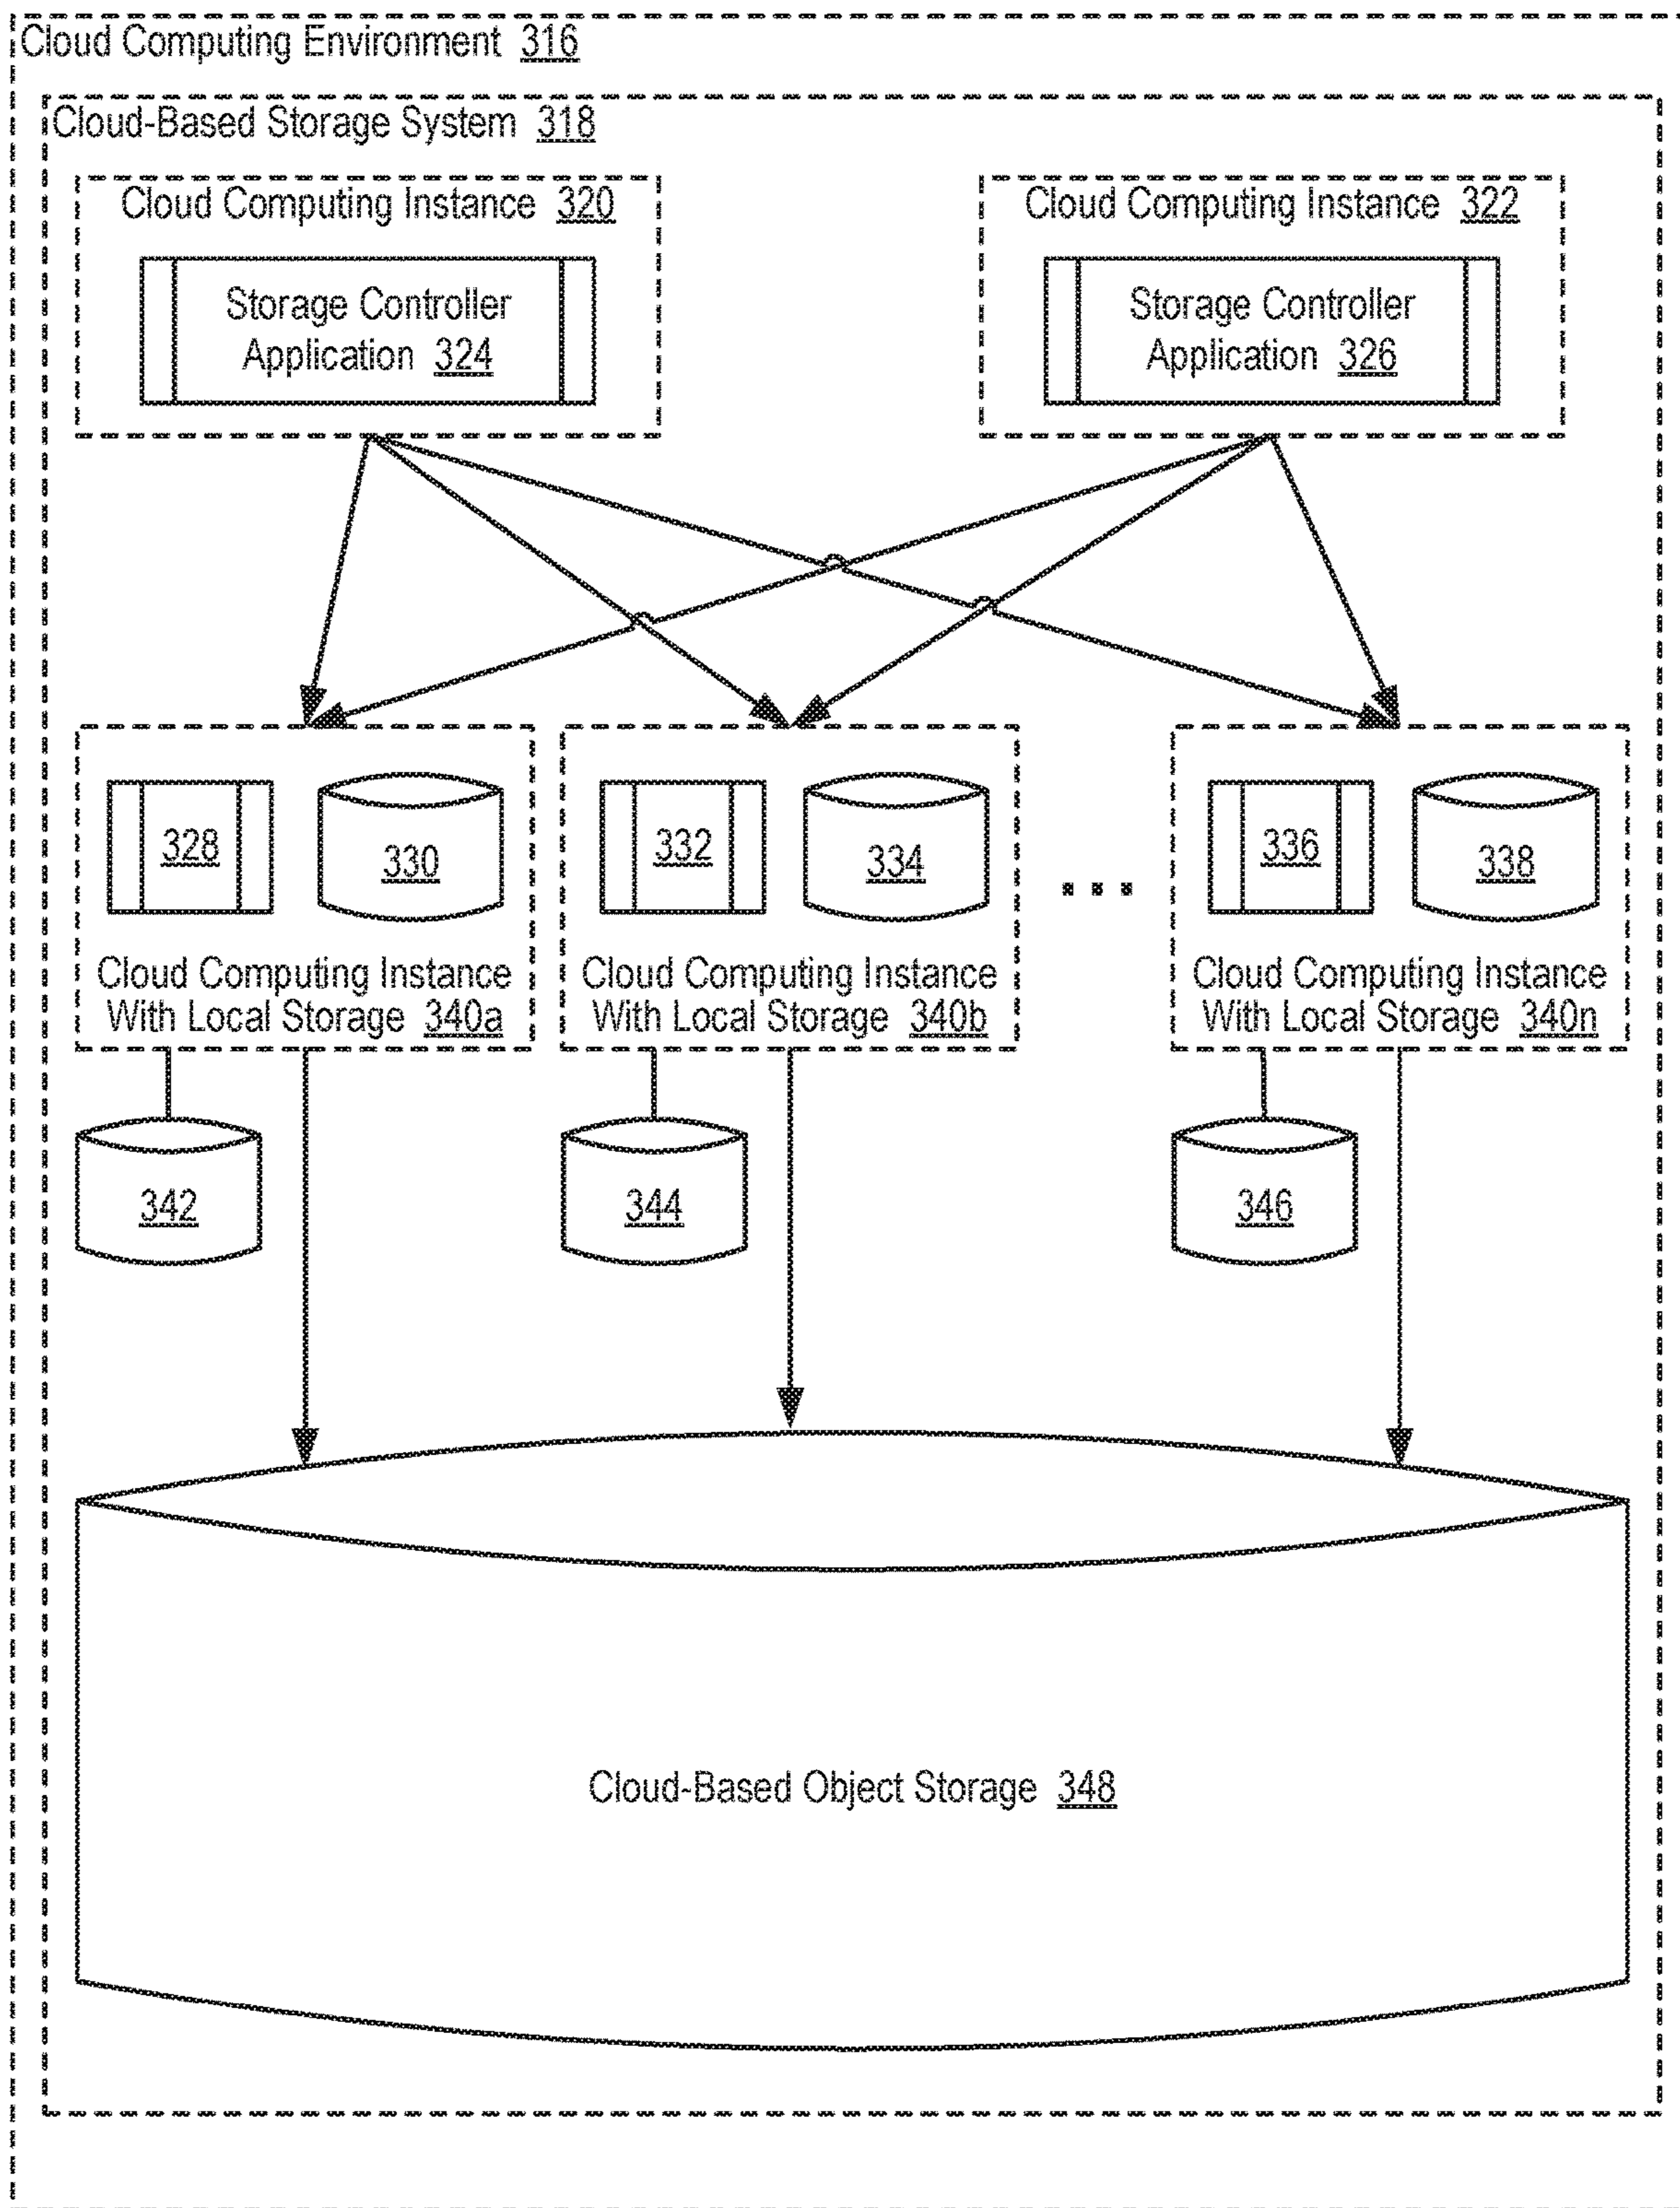 Cloud Computing Environment 316
Cloud-Based Storage System 318
Cloud Computing Instance 320
Storage Controller
Application 324
Cloud Computing Instance 322
Storage Controller
Application 326
328
330
Cloud Computing Instance
With Local Storage 340a
332
334
Cloud Computing Instance
With Local Storage 340b
...
336
338
Cloud Computing Instance
With Local Storage 340n
342
344
346
Cloud-Based Object Storage 348